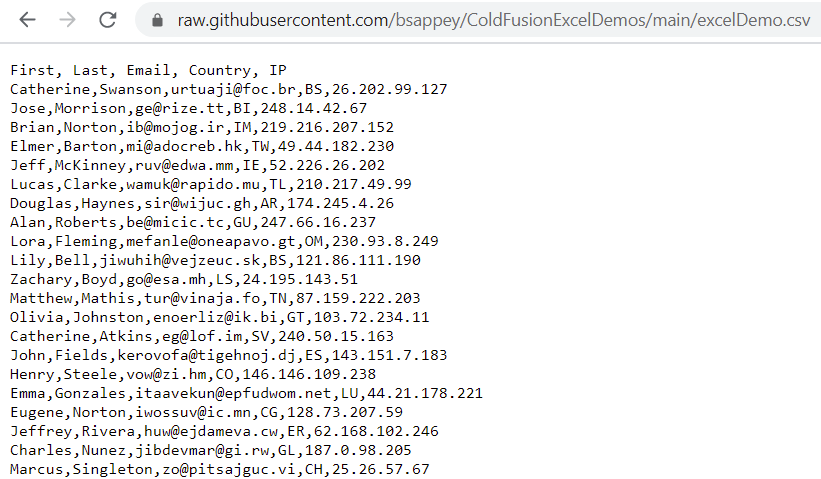 raw.githubusercontent.com/bsappey/ColdFusionExcelDemos/main/excelDemo.csv
First, Last, Email, Country, IP
Catherine,Swanson,urtuaji@foc.br,BS,26.202.99.127
Jose,Morrison,ge@rize.tt,BI,248.14.42.67
Brian,Norton,ib@mojog.ir,IM,219.216.207.152
Elmer,Barton,mi@adocreb.hk,TW,49.44.182.230
Jeff,McKinney,ruv@edwa.mm,IE,52.226.26.202
Lucas,Clarke,wamuk@rapido.mu,TL,210.217.49.99
Douglas,Haynes,sir@wijuc.gh,AR,174.245.4.26
Alan,Roberts,be@micic.tc,GU,247.66.16.237
Lora,Fleming,mefanle@oneapavo.gt,OM,230.93.8.249
Lily,Bell,jiwuhih@vejzeuc.sk,BS,121.86.111.190
Zachary,Boyd,go@esa.mh,LS,24.195.143.51
Matthew,Mathis,tur@vinaja.fo,TN,87.159.222.203
Olivia,Johnston,enoerliz@ik.bi,GT,103.72.234.11
Catherine,Atkins,eg@lof.im,SV,240.50.15.163
John,Fields,kerovofa@tigehnoj.dj,ES,143.151.7.183
Henry,Steele,vow@zi.hm,CO,146.146.109.238
Emma,Gonzales,itaavekun@epfudwom.net,LU,44.21.178.221
Eugene,Norton,iwossuv@ic.mn,CG,128.73.207.59
Jeffrey,Rivera,huw@ejdameva.cw,ER,62.168.102.246
Charles,Nunez,jibdevmar@gi.rw,GL,187.0.98.205
Marcus,Singleton,zo@pitsajguc.vi,CH,25.26.57.67